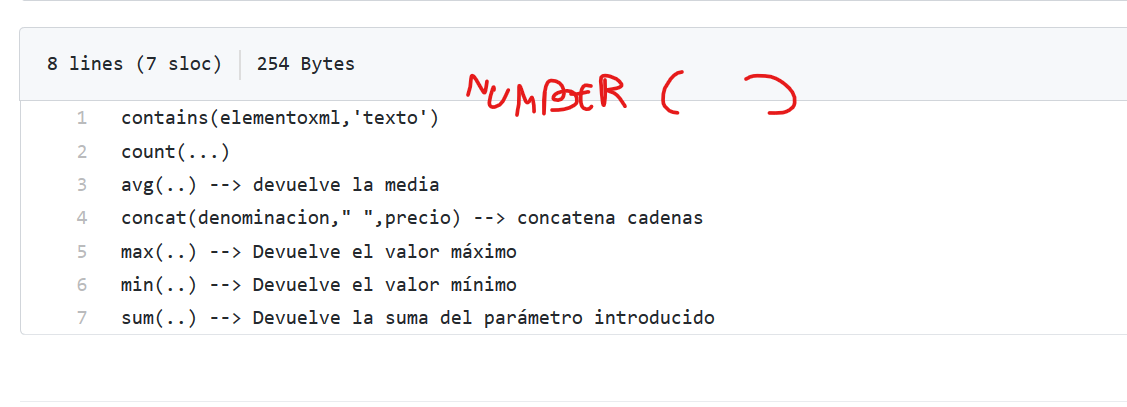 8 lines (7 sloc) 254 Bytes
NUMBER ( )
1 contains(elementoxml,'texto')
2 count(...)
3 avg(..) --> devuelve la media
4 concat(denominacion," ",precio) --> concatena cadenas
5 max(..) --> Devuelve el valor máximo
6 min(..) --> Devuelve el valor mínimo
7 sum(..) --> Devuelve la suma del parámetro introducido